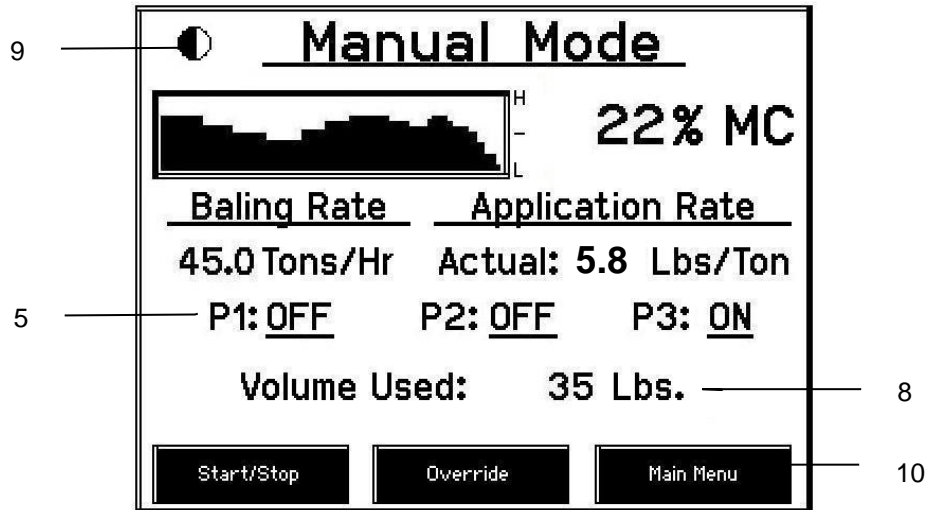 9
Manual Mode
H
22% MC
–
L
Baling Rate Application Rate
45.0 Tons/Hr Actual: 5.8 Lbs/Ton
5
P1: OFF P2: OFF P3: ON
Volume Used: 35 Lbs.
8
Start/Stop Override Main Menu
10